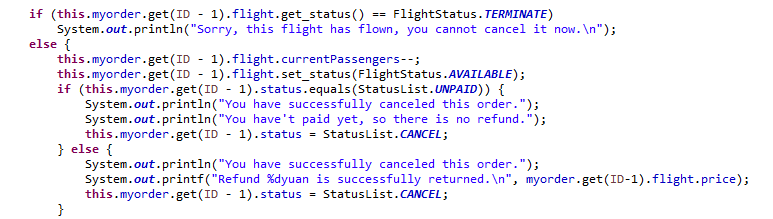 if (this.myorder.get(ID - 1).flight.get_status() == FlightStatus.TERMINATE)
System.out.println("Sorry, this flight has flown, you cannot cancel it now.\n");
else {
this.myorder.get(ID - 1).flight.currentPassengers--;
this.myorder.get(ID - 1).flight.set_status(FlightStatus.AVAILABLE);
if (this.myorder.get(ID - 1).status.equals(StatusList.UNPAID)) {
System.out.println("You have successfully canceled this order.");
System.out.println("You hav't paid yet, so there is no refund.");
this.myorder.get(ID - 1).status = StatusList.CANCEL;
} else {
System.out.println("You have successfully canceled this order.");
System.out.printf("Refund %dyuan is successfully returned.\n", myorder.get(ID-1).flight.price);
this.myorder.get(ID - 1).status = StatusList.CANCEL;
}